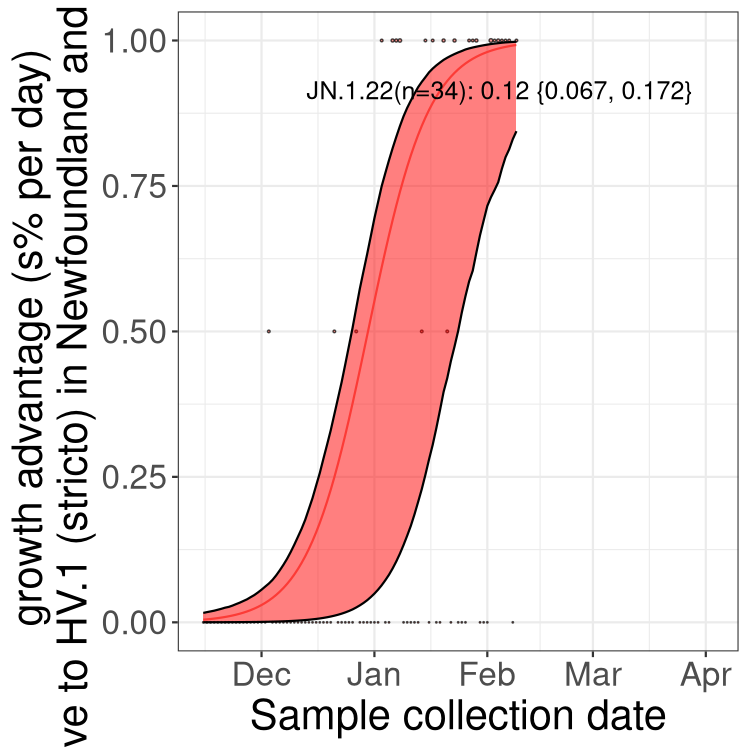 growth advantage (s% per day)
ve to HV.1 (stricto) in Newfoundland and
1.00
0.75
0.50
0.25
0.00
JN.1.22(n=34): 0.12 {0.067, 0.172}
Dec Jan Feb Mar Apr
Sample collection date